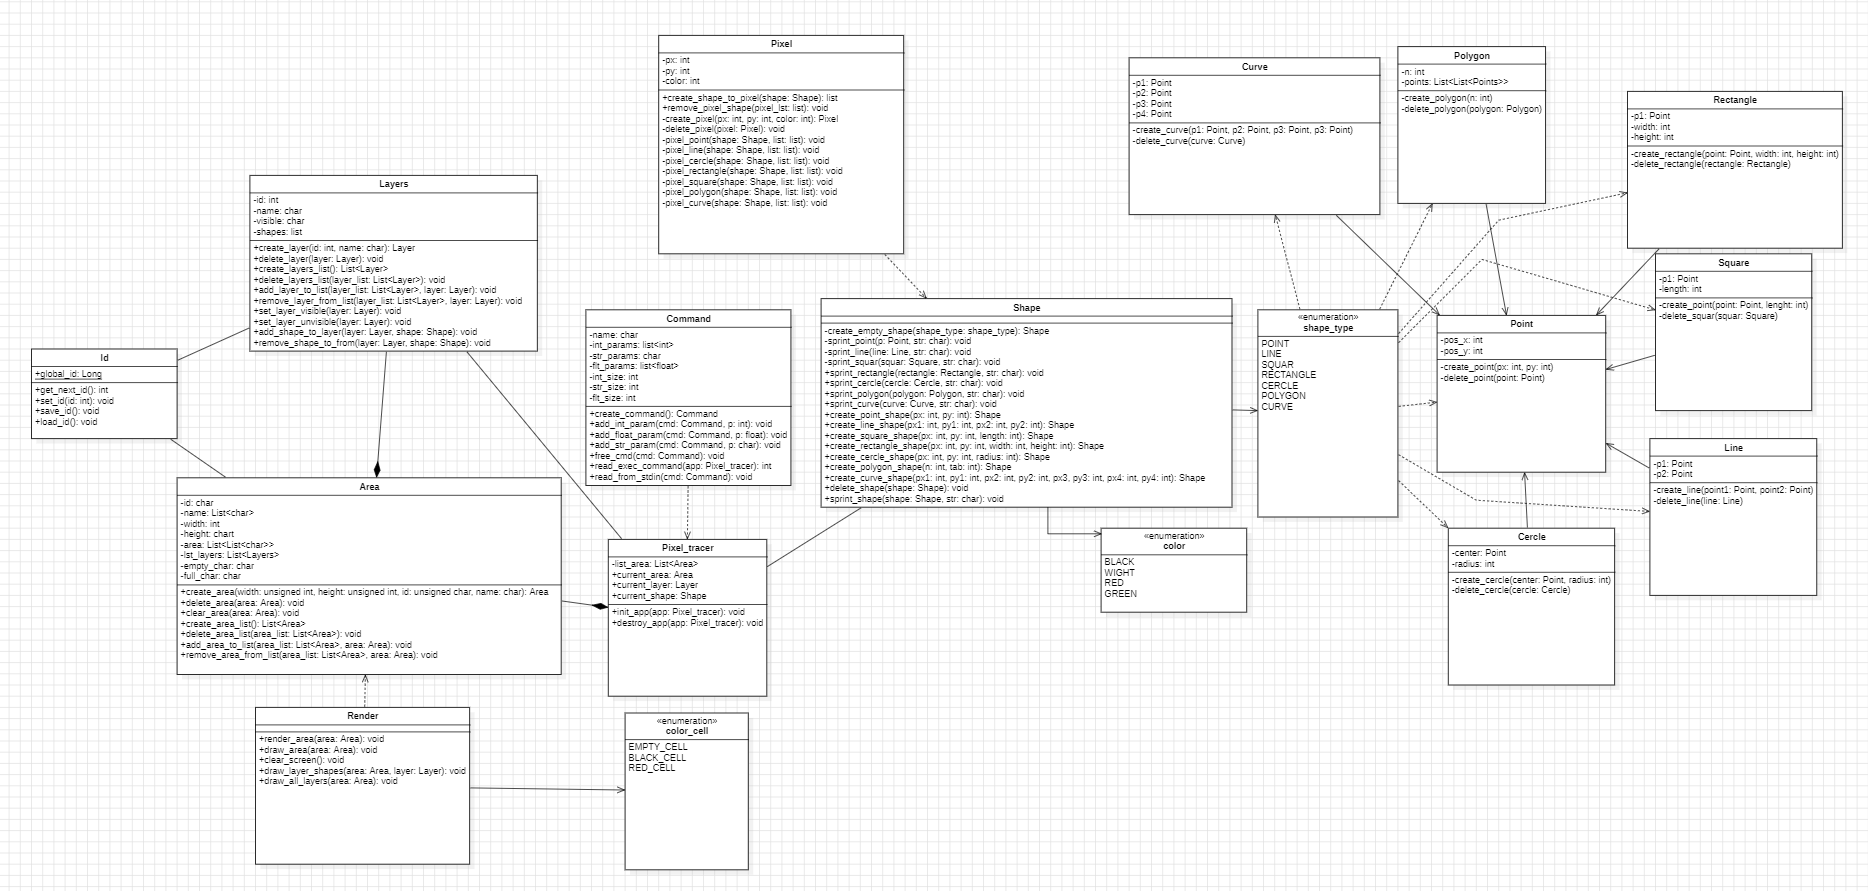 Pixel
-px: int
-py: int
-color: int
+create_shape_to_pixel(shape: Shape): list
+remove_pixel_shape(pixel_lst: list): void
-create_pixel(px: int, py: int, color: int): Pixel
-delete_pixel(pixel: Pixel): void
-pixel_point(shape: Shape, list: list): void
-pixel_line(shape: Shape, list: list): void
-pixel_cercle(shape: Shape, list: list): void
-pixel_rectangle(shape: Shape, list: list): void
-pixel_square(shape: Shape, list: list): void
-pixel_polygon(shape: Shape, list: list): void
-pixel_curve(shape: Shape, list: list): void
Curve
-p1: Point
-p2: Point
-p3: Point
-p4: Point
-create_curve(p1: Point, p2: Point, p3: Point, p3: Point)
-delete_curve(curve: Curve)
Polygon
-n: int
-points: List<List<Points>>
-create_polygon(n: int)
-delete_polygon(polygon: Polygon)
Rectangle
-p1: Point
-width: int
-height: int
-create_rectangle(point: Point, width: int, height: int)
-delete_rectangle(rectangle: Rectangle)
Layers
-id: int
-name: char
-visible: char
-shapes: list
+create_layer(id: int, name: char): Layer
+delete_layer(layer: Layer): void
+create_layers_list(): List<Layer>
+delete_layers_list(layer_list: List<Layer>): void
+add_layer_to_list(layer_list: List<Layer>, layer: Layer): void
+remove_layer_from_list(layer_list: List<Layer>, layer: Layer): void
+set_layer_visible(layer: Layer): void
+set_layer_unvisible(layer: Layer): void
+add_shape_to_layer(layer: Layer, shape: Shape): void
+remove_shape_to_from(layer: Layer, shape: Shape): void
Square
-p1: Point
-length: int
-create_point(point: Point, lenght: int)
-delete_squar(squar: Square)
Command
-name: char
-int_params: list<int>
-str_params: char
-flt_params: list<float>
-int_size: int
-str_size: int
-flt_size: int
+create_command(): Command
+add_int_param(cmd: Command, p: int): void
+add_float_param(cmd: Command, p: float): void
+add_str_param(cmd: Command, p: char): void
+free_cmd(cmd: Command): void
+read_exec_command(app: Pixel_tracer): int
+read_from_stdin(cmd: Command): void
Shape
-create_empty_shape(shape_type: shape_type): Shape
-sprint_point(p: Point, str: char): void
-sprint_line(line: Line, str: char): void
-sprint_squar(squar: Square, str: char): void
+sprint_rectangle(rectangle: Rectangle, str: char): void
+sprint_cercle(cercle: Cercle, str: char): void
+sprint_polygon(polygon: Polygon, str: char): void
+sprint_curve(curve: Curve, str: char): void
+create_point_shape(px: int, py: int): Shape
+create_line_shape(px1: int, py1: int, px2: int, py2: int): Shape
+create_square_shape(px: int, py: int, length: int): Shape
+create_rectangle_shape(px: int, py: int, width: int, height: int): Shape
+create_cercle_shape(px: int, py: int, radius: int): Shape
+create_polygon_shape(n: int, tab: int): Shape
+create_curve_shape(px1: int, py1: int, px2: int, py2: int, px3, py3: int, px4: int, py4: int): Shape
+delete_shape(shape: Shape): void
+sprint_shape(shape: Shape, str: char): void
«enumeration»
shape_type
POINT
LINE
SQUAR
RECTANGLE
CERCLE
POLYGON
CURVE
Point
-pos_x: int
-pos_y: int
-create_point(px: int, py: int)
-delete_point(point: Point)
Id
+global_id: Long
+get_next_id(): int
+set_id(id: int): void
+save_id(): void
+load_id(): void
Line
-p1: Point
-p2: Point
-create_line(point1: Point, point2: Point)
-delete_line(line: Line)
Area
-id: char
-name: List<char>
-width: int
-height: chart
-area: List<List<char>>
-lst_layers: List<Layers>
-empty_char: char
-full_char: char
+create_area(width: unsigned int, height: unsigned int, id: unsigned char, name: char): Area
+delete_area(area: Area): void
+clear_area(area: Area): void
+create_area_list(): List<Area>
+delete_area_list(area_list: List<Area>): void
+add_area_to_list(area_list: List<Area>, area: Area): void
+remove_area_from_list(area_list: List<Area>, area: Area): void
Pixel_tracer
-list_area: List<Area>
+current_area: Area
+current_layer: Layer
+current_shape: Shape
+init_app(app: Pixel_tracer): void
+destroy_app(app: Pixel_tracer): void
«enumeration»
color
BLACK
WIGHT
RED
GREEN
Cercle
-center: Point
-radius: int
-create_cercle(center: Point, radius: int)
-delete_cercle(cercle: Cercle)
Render
+render_area(area: Area): void
+draw_area(area: Area): void
+clear_screen(): void
+draw_layer_shapes(area: Area, layer: Layer): void
+draw_all_layers(area: Area): void
«enumeration»
color_cell
EMPTY_CELL
BLACK_CELL
RED_CELL